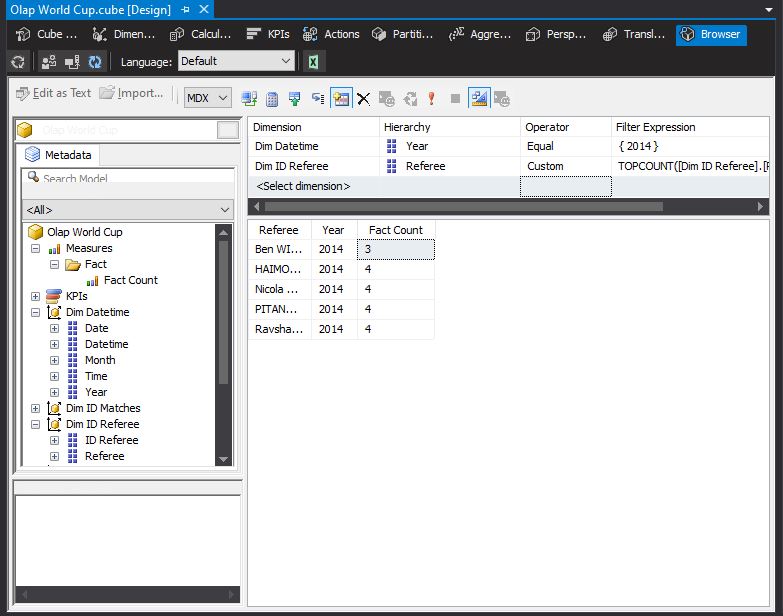 Olap World Cup.cube [Design]
Cube ... Dimen... Calcul... KPIs Actions Partiti... Aggre... Persp... Transl... Browser
Language: Default
Edit as Text Import... MDX
Olap World Cup
Metadata
Search Model
<All>
Olap World Cup
Measures
Fact
Fact Count
KPIs
Dim Datetime
Date
Datetime
Month
Time
Year
Dim ID Matches
Dim ID Referee
ID Referee
Referee
Dimension Hierarchy Operator Filter Expression
Dim Datetime Year Equal { 2014 }
Dim ID Referee Referee Custom TOPCOUNT([Dim ID Referee].[
<Select dimension>
Referee Year Fact Count
Ben WI... 2014 3
HAIMO... 2014 4
Nicola ... 2014 4
PITAN... 2014 4
Ravsha... 2014 4